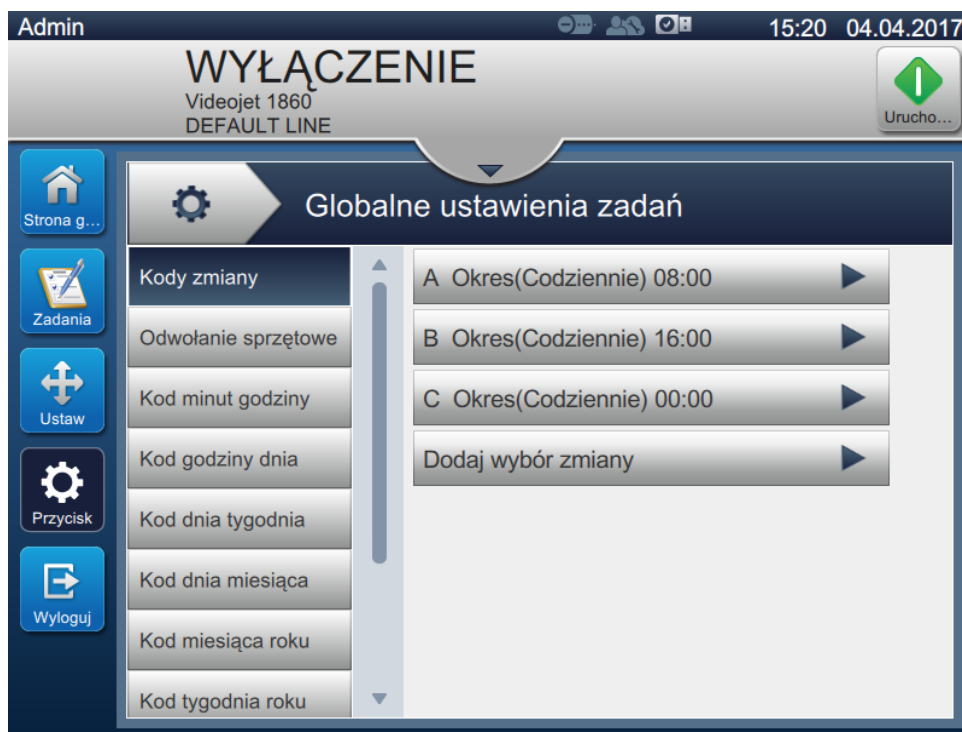 Admin
15:20 04.04.2017
WYŁĄCZENIE
Videojet 1860
DEFAULT LINE
Urucho...
Strona g...
Zadania
Ustaw
Przycisk
Wyloguj
Globalne ustawienia zadań
Kody zmiany
Odwołanie sprzętowe
Kod minut godziny
Kod godziny dnia
Kod dnia tygodnia
Kod dnia miesiąca
Kod miesiąca roku
Kod tygodnia roku
A Okres(Codziennie) 08:00
B Okres(Codziennie) 16:00
C Okres(Codziennie) 00:00
Dodaj wybór zmiany